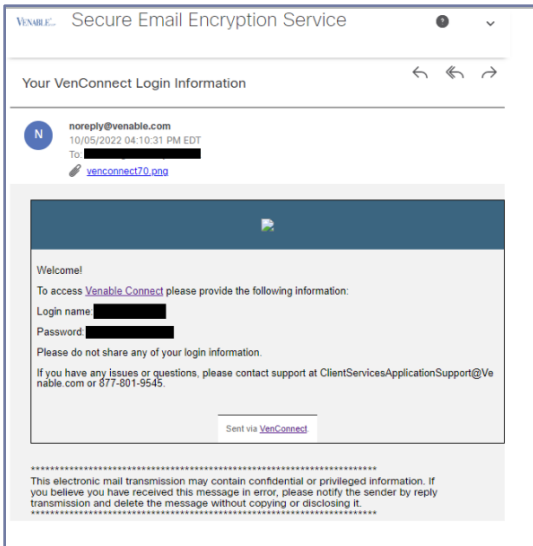 VENABLE LLP Secure Email Encryption Service
?
Your VenConnect Login Information
N
noreply@venable.com
10/05/2022 04:10:31 PM EDT
To:
venconnect70.png
Welcome!
To access Venable Connect please provide the following information:
Login name:
Password:
Please do not share any of your login information.
If you have any issues or questions, please contact support at ClientServicesApplicationSupport@Ve
nable.com or 877-801-9545.
Sent via VenConnect
**************************************************************************
This electronic mail transmission may contain confidential or privileged information. If
you believe you have received this message in error, please notify the sender by reply
transmission and delete the message without copying or disclosing it.
**************************************************************************